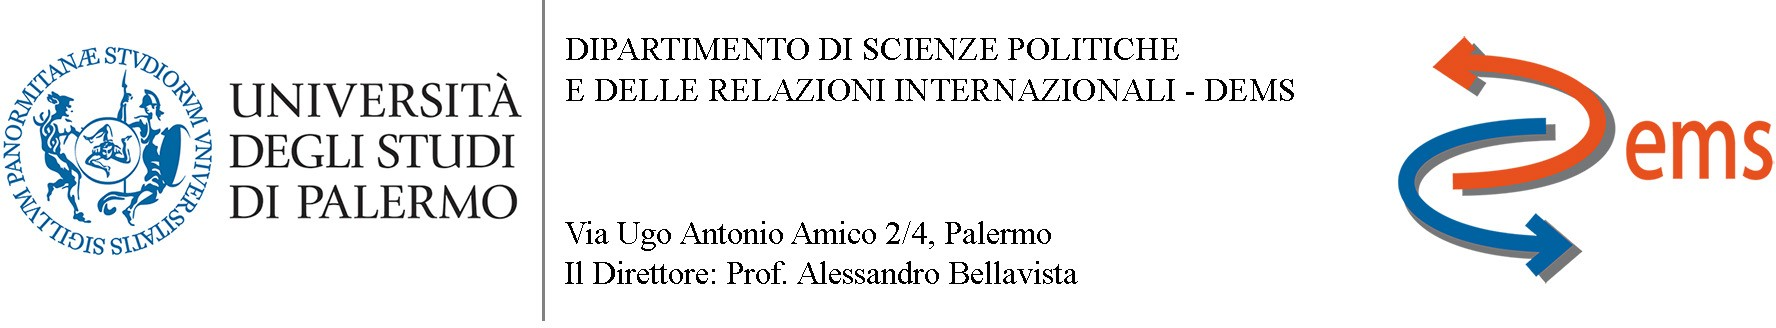 SIGILLVM PANORMITANÆ STVDIORVM VNIVERSITATIS
UNIVERSITÀ
DEGLI STUDI
DI PALERMO
DIPARTIMENTO DI SCIENZE POLITICHE
E DELLE RELAZIONI INTERNAZIONALI - DEMS
Via Ugo Antonio Amico 2/4, Palermo
Il Direttore: Prof. Alessandro Bellavista
ems